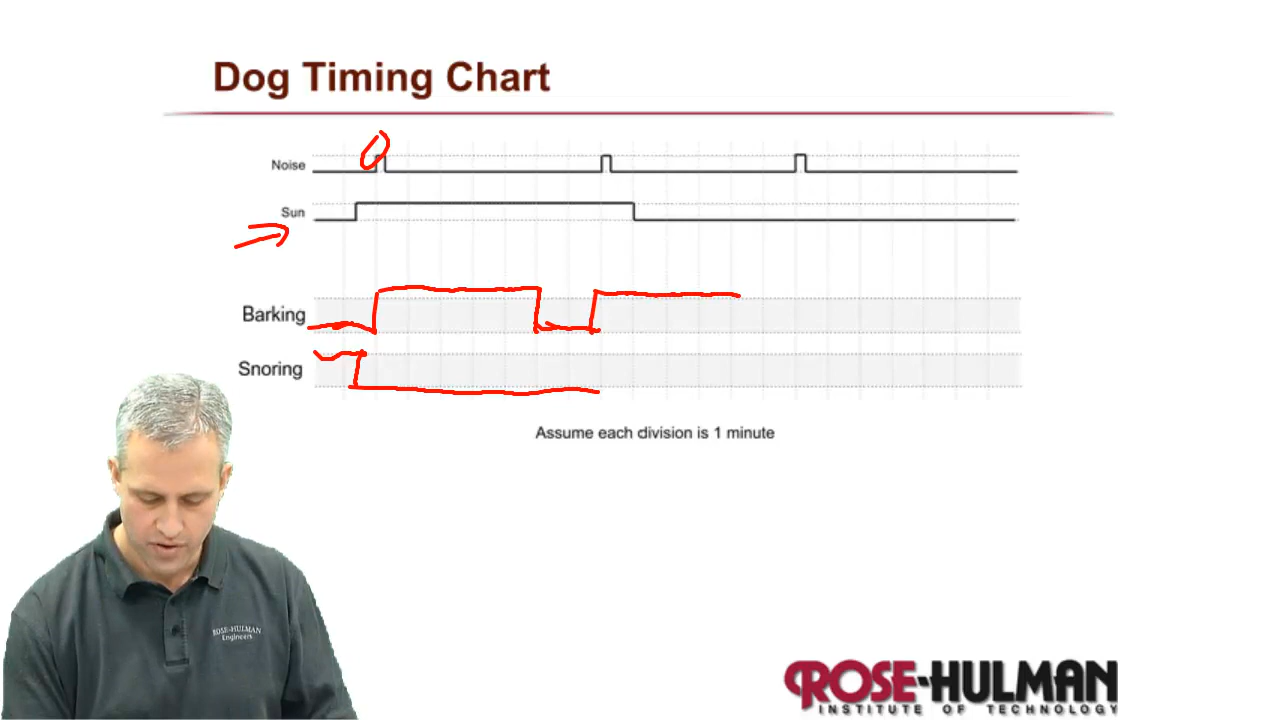 Dog Timing Chart
Noise
Sun
Barking
Snoring
Assume each division is 1 minute
ROSE-HULMAN
Engineers
ROSE-HULMAN
INSTITUTE OF TECHNOLOGY